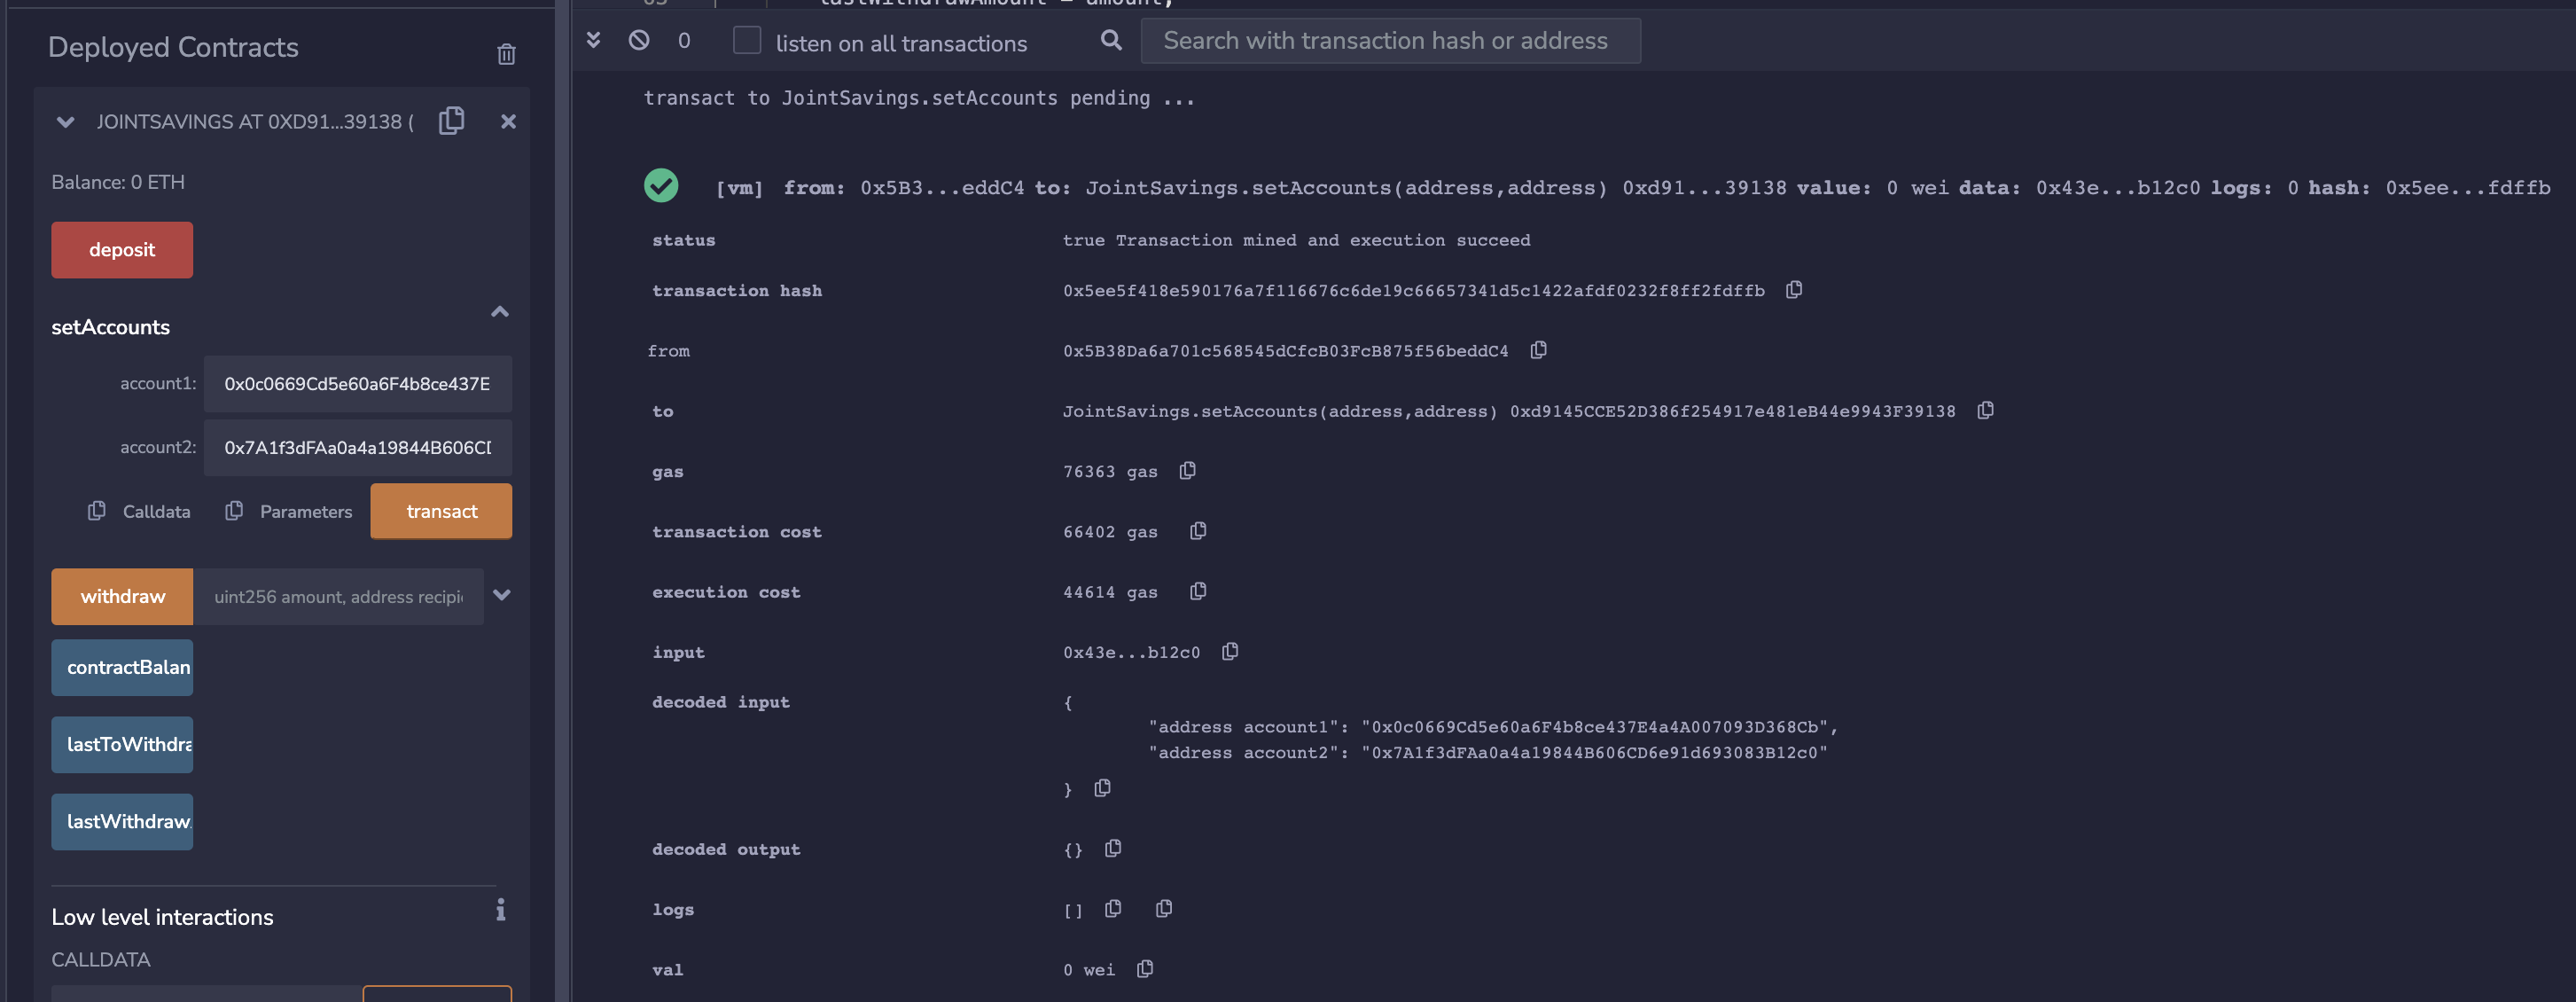 Deployed Contracts
JOINTSAVINGS AT 0XD91...39138 (
Balance: 0 ETH
deposit
setAccounts
account1: 0x0c0669Cd5e60a6F4b8ce437E
account2: 0x7A1f3dFAa0a4a19844B606CD
Calldata Parameters transact
withdraw uint256 amount, address recipi
contractBalan
lastToWithdra
lastWithdraw
Low level interactions
CALLDATA
lastWithdrawAmount = amount;
0 listen on all transactions Search with transaction hash or address
transact to JointSavings.setAccounts pending ...
[vm] from: 0x5B3...eddC4 to: JointSavings.setAccounts(address,address) 0xd91...39138 value: 0 wei data: 0x43e...b12c0 logs: 0 hash: 0x5ee...fdffb
status true Transaction mined and execution succeed
transaction hash 0x5ee5f418e590176a7f116676c6de19c66657341d5c1422afdf0232f8ff2fdffb
from 0x5B38Da6a701c568545dCfcB03FcB875f56beddC4
to JointSavings.setAccounts(address,address) 0xd9145CCE52D386f254917e481eB44e9943F39138
gas 76363 gas
transaction cost 66402 gas
execution cost 44614 gas
input 0x43e...b12c0
decoded input {
"address account1": "0x0c0669Cd5e60a6F4b8ce437E4a4A007093D368Cb",
"address account2": "0x7A1f3dFAa0a4a19844B606CD6e91d693083B12c0"
}
decoded output {}
logs []
val 0 wei